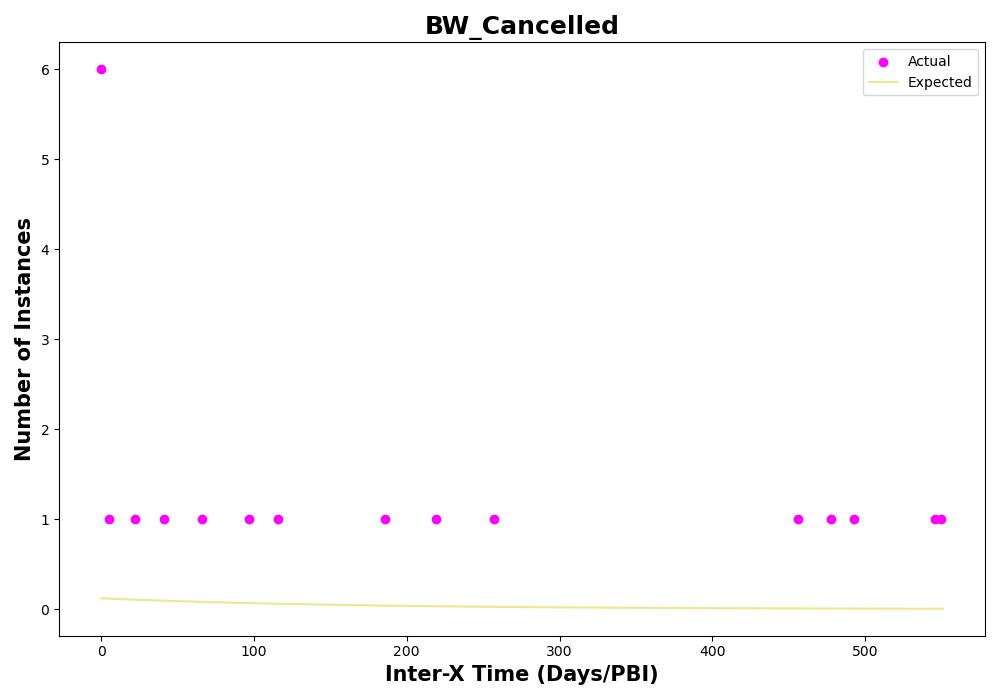 BW_Cancelled
Actual
Expected
6
5
4
3
2
1
0
Number of Instances
0 100 200 300 400 500
Inter-X Time (Days/PBI)